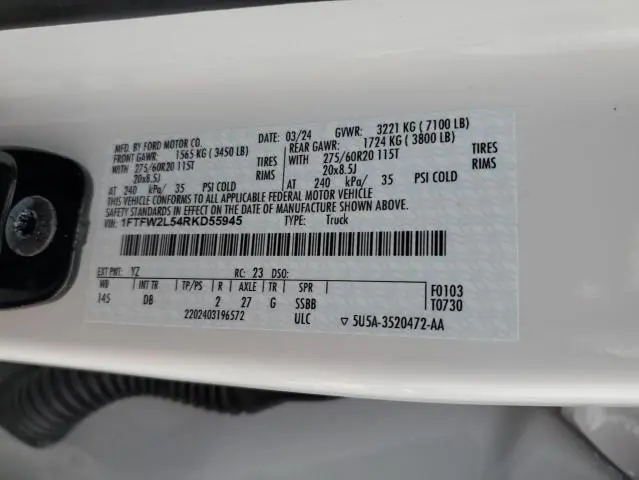 MFD. BY FORD MOTOR CO.
DATE: 03/24 GVWR: 3221 KG ( 7100 LB)
FRONT GAWR: 1565 KG ( 3450 LB)
REAR GAWR: 1724 KG ( 3800 LB)
WITH 275/60R20 115T TIRES
20x8.5J RIMS
AT 240 kPa/ 35 PSI COLD
WITH 275/60R20 115T TIRES
20x8.5J RIMS
AT 240 kPa/ 35 PSI COLD
THIS VEHICLE CONFORMS TO ALL APPLICABLE FEDERAL MOTOR VEHICLE
SAFETY STANDARDS IN EFFECT ON THE DATE OF MANUFACTURE SHOWN ABOVE.
VIN: 1FTFW2L54RKD55945 TYPE: Truck
EXT PNT: YZ RC: 23 DSO:
WB INT TR TP/PS R AXLE TR SPR
145 DB 2 27 G SSBB
F0103
T0730
2202403196572 ULC ▽ 5U5A-3520472-AA